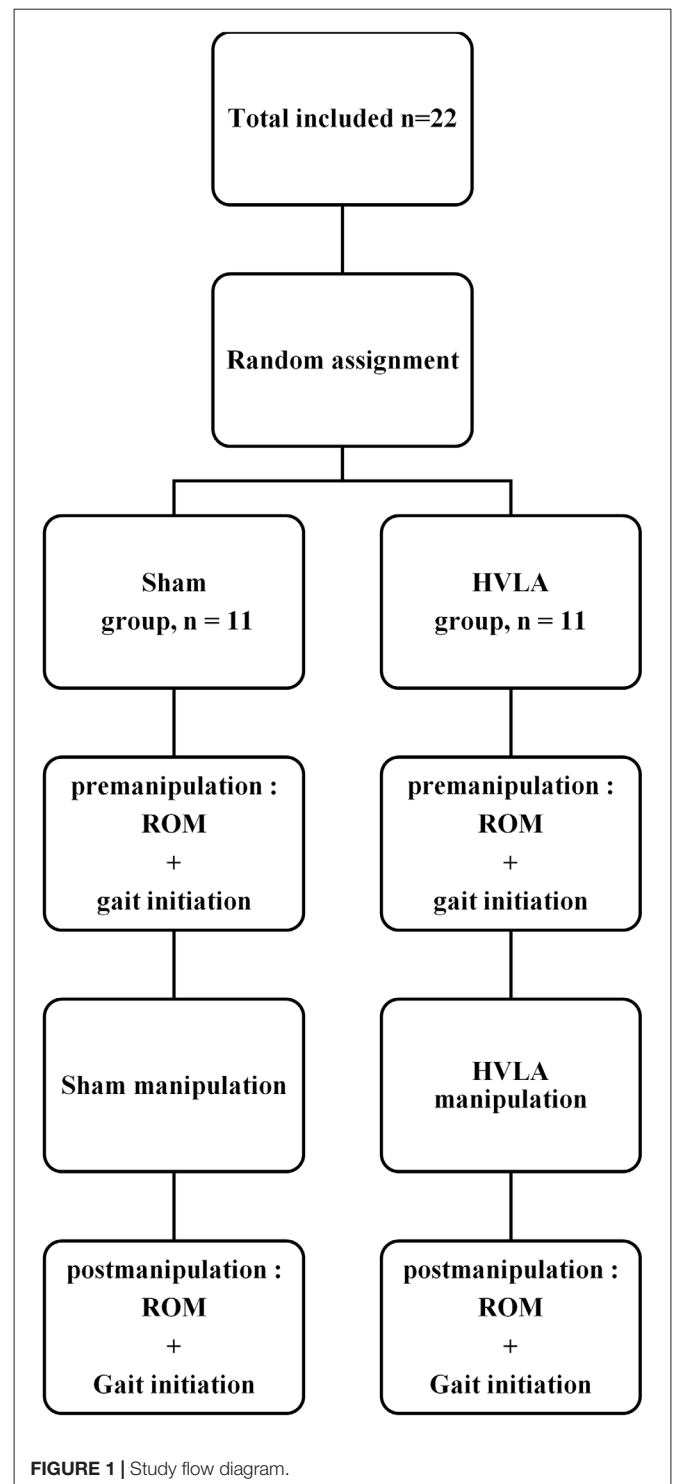 Total included n=22
Random assignment
Sham
group, n = 11
HVLA
group, n = 11
premanipulation :
ROM
+
gait initiation
premanipulation :
ROM
+
gait initiation
Sham manipulation
HVLA
manipulation
postmanipulation :
ROM
+
Gait initiation
postmanipulation :
ROM
+
Gait initiation
FIGURE 1 | Study flow diagram.